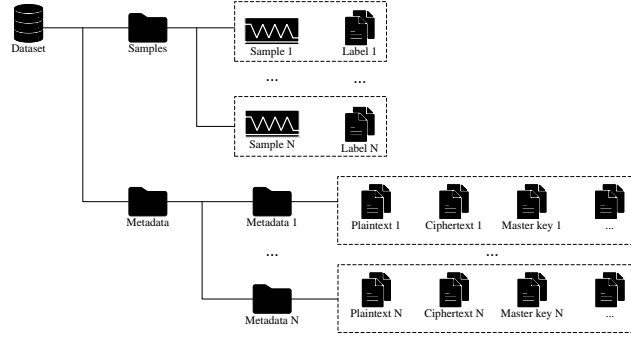 Dataset
Samples
Sample 1
Label 1
... ...
Sample N
Label N
Metadata
Metadata 1
Plaintext 1
Ciphertext 1
Master key 1
...
... ...
Metadata N
Plaintext N
Ciphertext N
Master key N
...